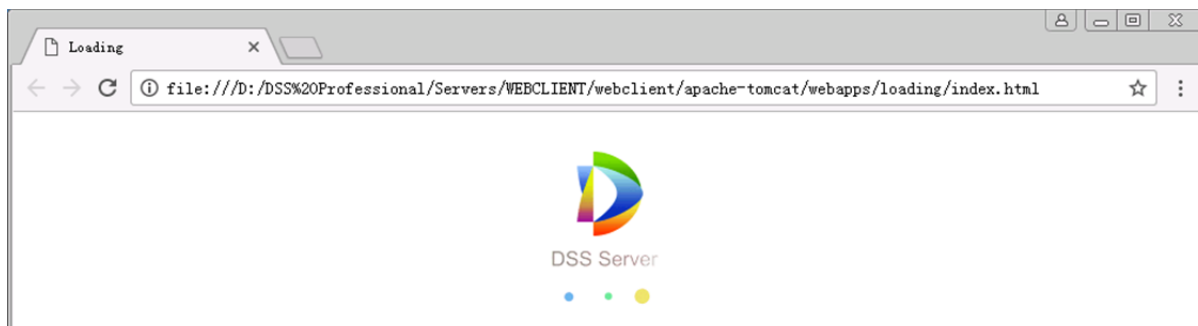 Loading
file:///D:/DSS%20Professional/Servers/WEBCLIENT/webclient/apache-tomcat/webapps/loading/index.html
DSS Server